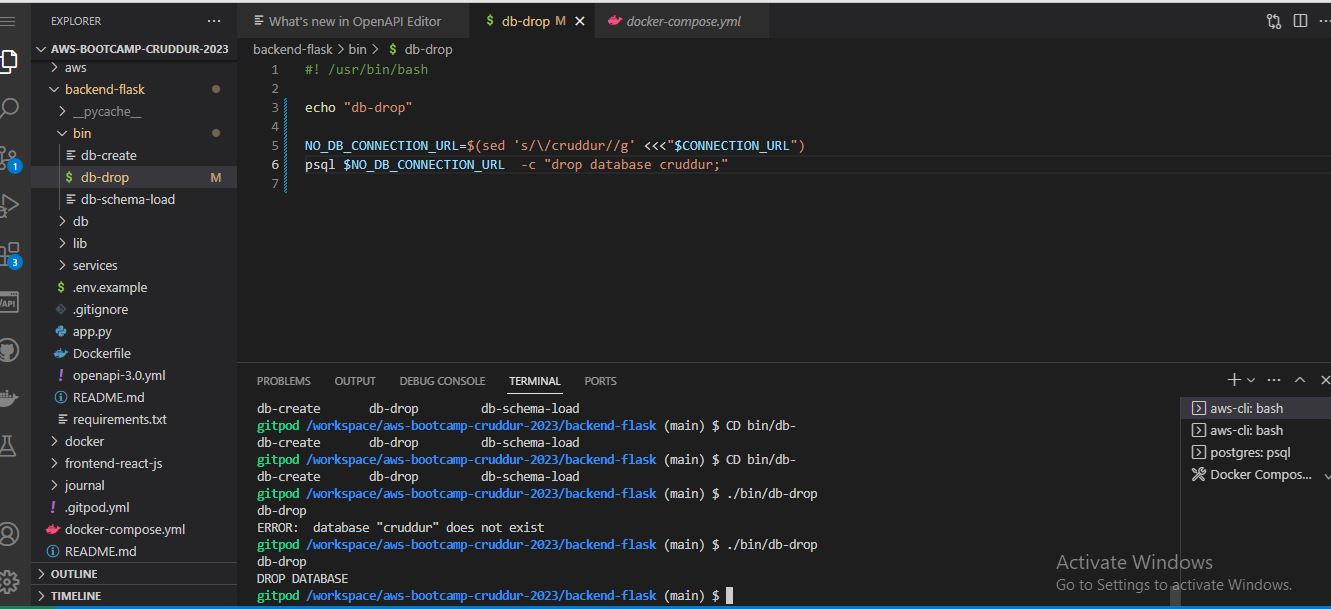 EXPLORER
···
AWS-BOOTCAMP-CRUDDUR-2023
aws
backend-flask
__pycache__
bin
db-create
$ db-drop M
db-schema-load
db
lib
services
$ .env.example
.gitignore
app.py
Dockerfile
! openapi-3.0.yml
README.md
requirements.txt
docker
frontend-react-js
journal
! .gitpod.yml
docker-compose.yml
README.md
OUTLINE
TIMELINE
1
3
/API
What's new in OpenAPI Editor
$ db-drop M
docker-compose.yml
backend-flask > bin > $ db-drop
1 #! /usr/bin/bash
2
3 echo "db-drop"
4
5 NO_DB_CONNECTION_URL=$(sed 's/\/cruddur//g' <<<"$CONNECTION_URL")
6 psql $NO_DB_CONNECTION_URL  -c "drop database cruddur;"
7
PROBLEMS OUTPUT DEBUG CONSOLE TERMINAL PORTS
db-create db-drop db-schema-load
gitpod /workspace/aws-bootcamp-cruddur-2023/backend-flask (main) $ CD bin/db-
db-create db-drop db-schema-load
gitpod /workspace/aws-bootcamp-cruddur-2023/backend-flask (main) $ CD bin/db-
db-create db-drop db-schema-load
gitpod /workspace/aws-bootcamp-cruddur-2023/backend-flask (main) $ ./bin/db-drop
db-drop
ERROR:  database "cruddur" does not exist
gitpod /workspace/aws-bootcamp-cruddur-2023/backend-flask (main) $ ./bin/db-drop
db-drop
DROP DATABASE
gitpod /workspace/aws-bootcamp-cruddur-2023/backend-flask (main) $
aws-cli: bash
aws-cli: bash
postgres: psql
Docker Compos...
Activate Windows
Go to Settings to activate Windows.